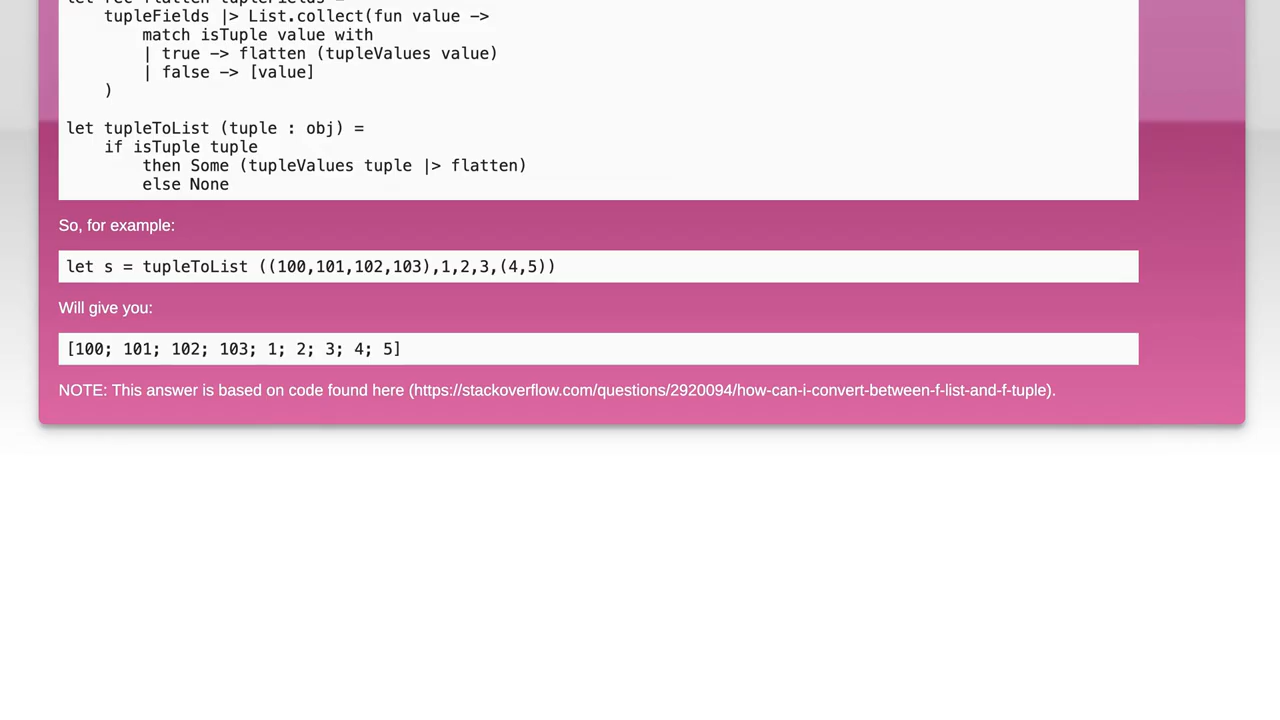 let rec flatten tupleFields =
tupleFields |> List.collect(fun value ->
match isTuple value with
| true -> flatten (tupleValues value)
| false -> [value]
)
let tupleToList (tuple : obj) =
if isTuple tuple
then Some (tupleValues tuple |> flatten)
else None
So, for example:
let s = tupleToList ((100,101,102,103),1,2,3,(4,5))
Will give you:
[100; 101; 102; 103; 1; 2; 3; 4; 5]
NOTE: This answer is based on code found here (https://stackoverflow.com/questions/2920094/how-can-i-convert-between-f-list-and-f-tuple).